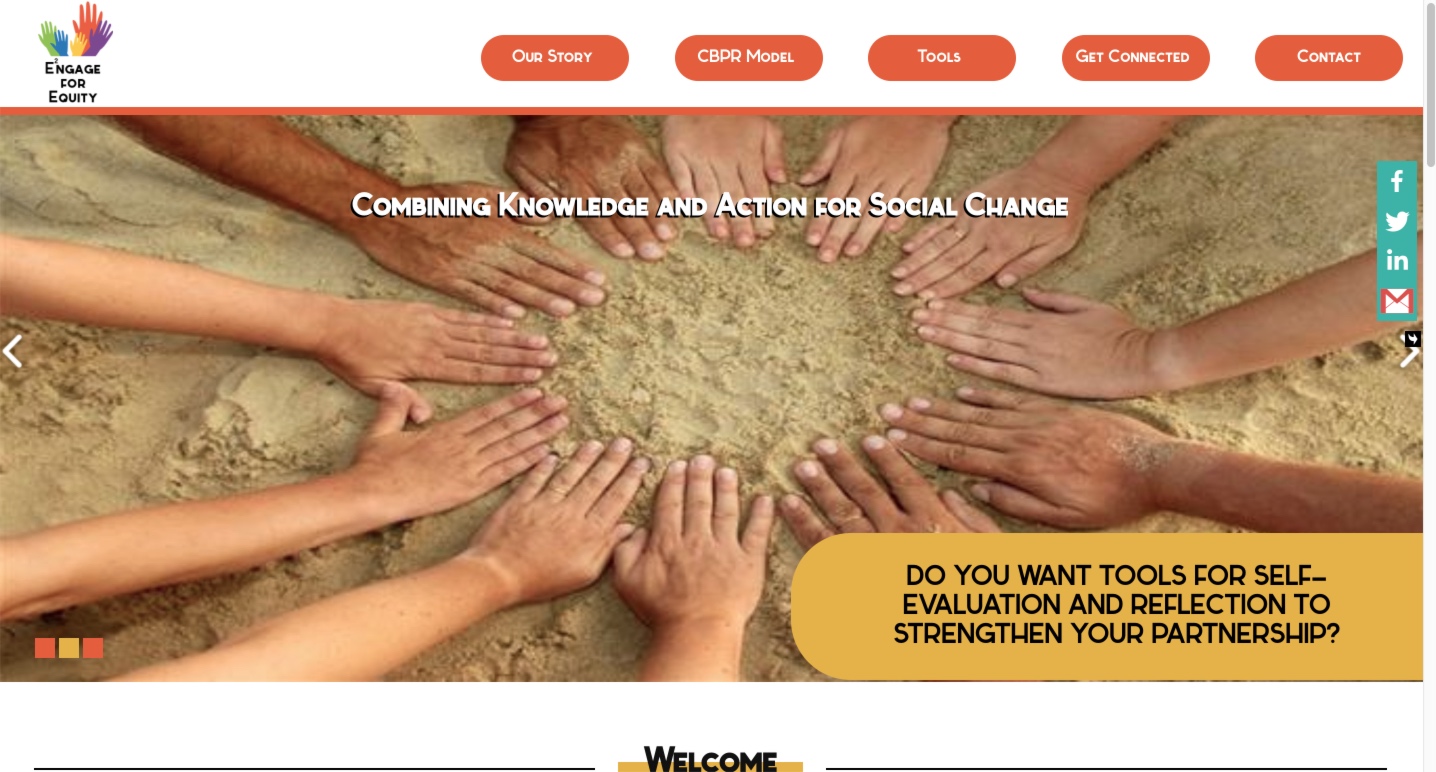 E²NGAGE
FOR
EQUITY
OUR STORY
CBPR MODEL
TOOLS
GET CONNECTED
CONTACT
COMBINING KNOWLEDGE AND ACTION FOR SOCIAL CHANGE
DO YOU WANT TOOLS FOR SELF-
EVALUATION AND REFLECTION TO
STRENGTHEN YOUR PARTNERSHIP?
WELCOME